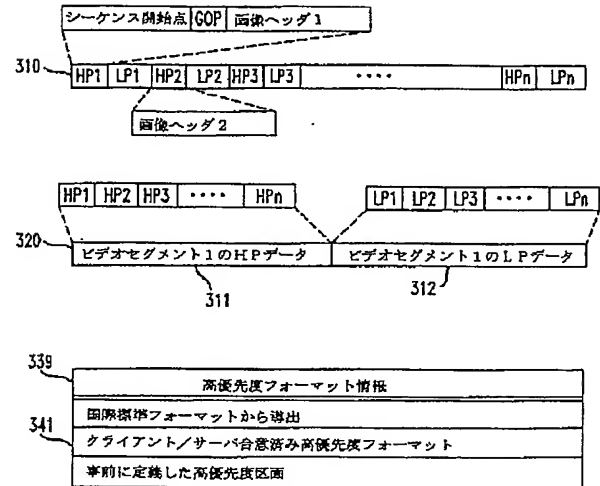 シーケンス開始点 GOP 画像ヘッダ1
310 HP1 LP1 HP2 LP2 HP3 LP3 ···· HPn LPn
画像ヘッダ2
HP1 HP2 HP3 ···· HPn LP1 LP2 LP3 ···· LPn
320 ビデオセグメント1のHPデータ ビデオセグメント1のLPデータ
311 312
339 高優先度フォーマット情報
国際標準フォーマットから導出
341 クライアント/サーバ合意済み高優先度フォーマット
事前に定義した高優先度区画